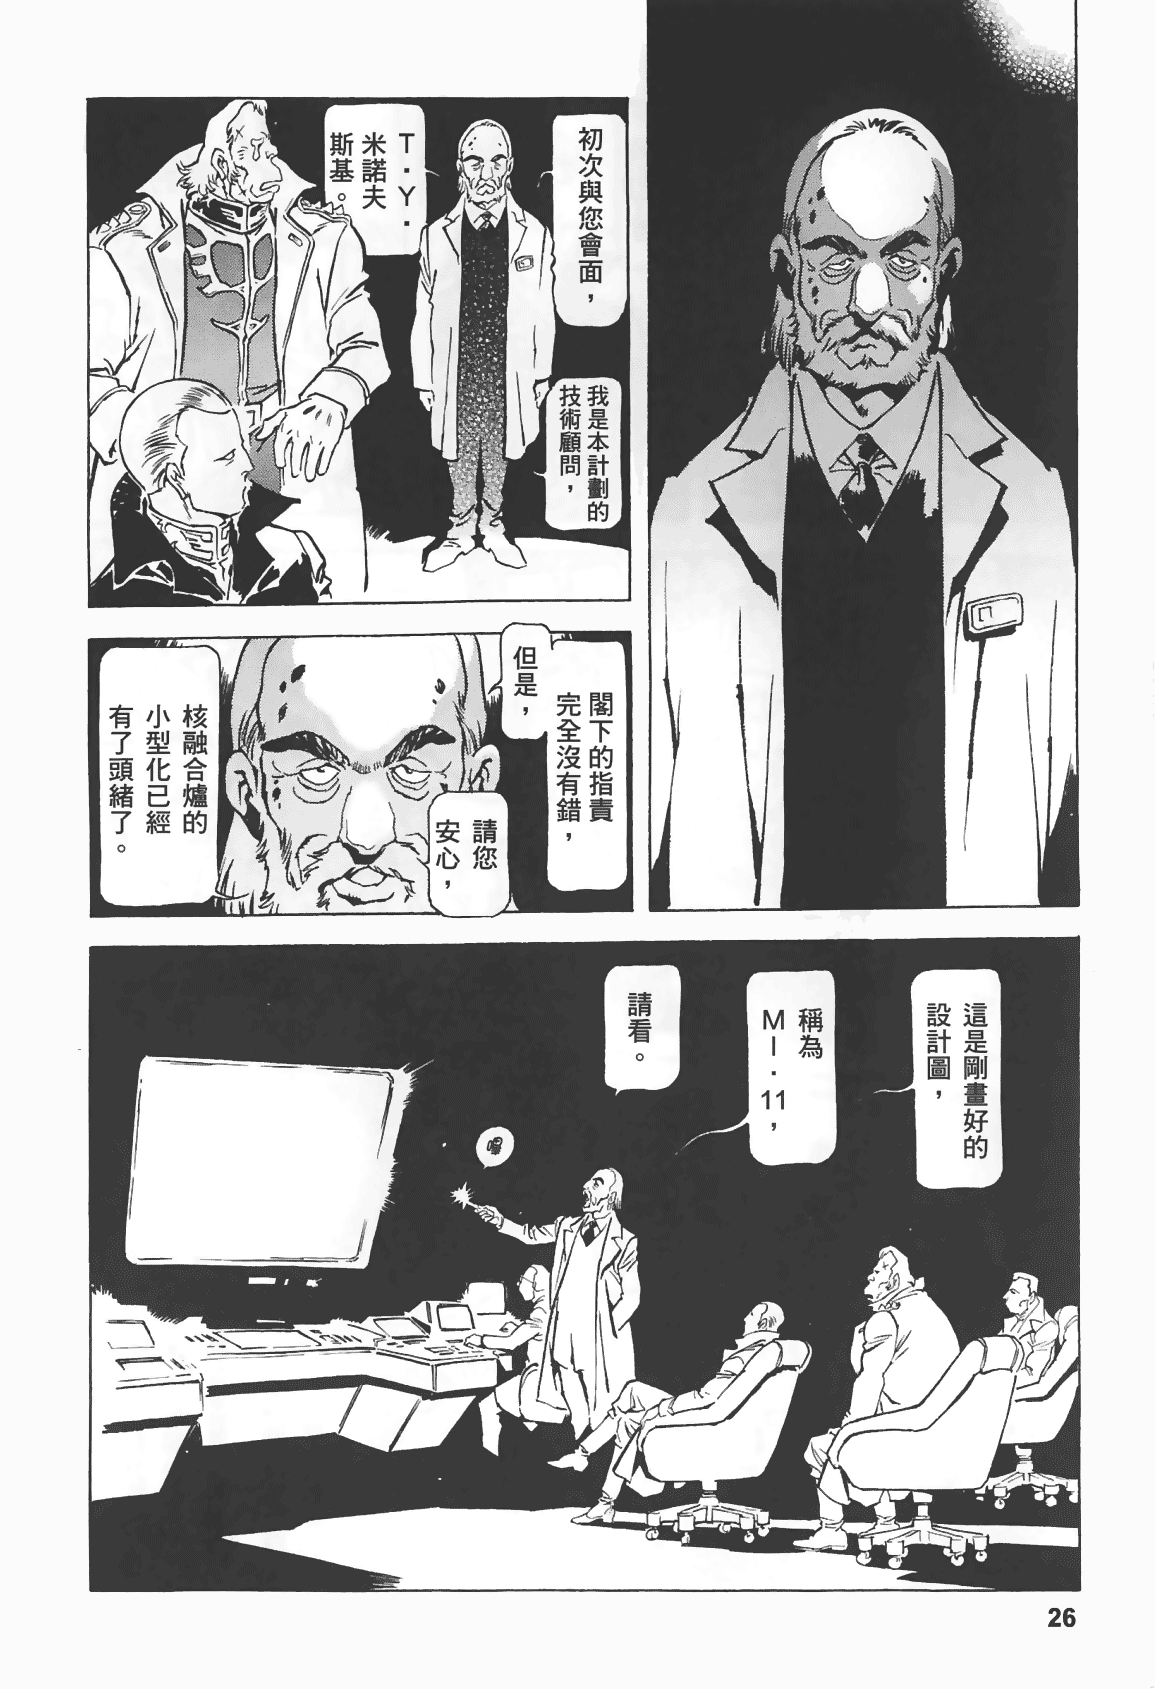 初次與您會面，
我是本計劃的
技術顧問，
T．Y．
米諾夫
斯基。
閣下的指責
完全沒有錯，
但是，
請您
安心，
核融合爐的
小型化已經
有了頭緒了。
這是剛畫好的
設計圖，
稱為
MI．11，
請看。
嗶
26